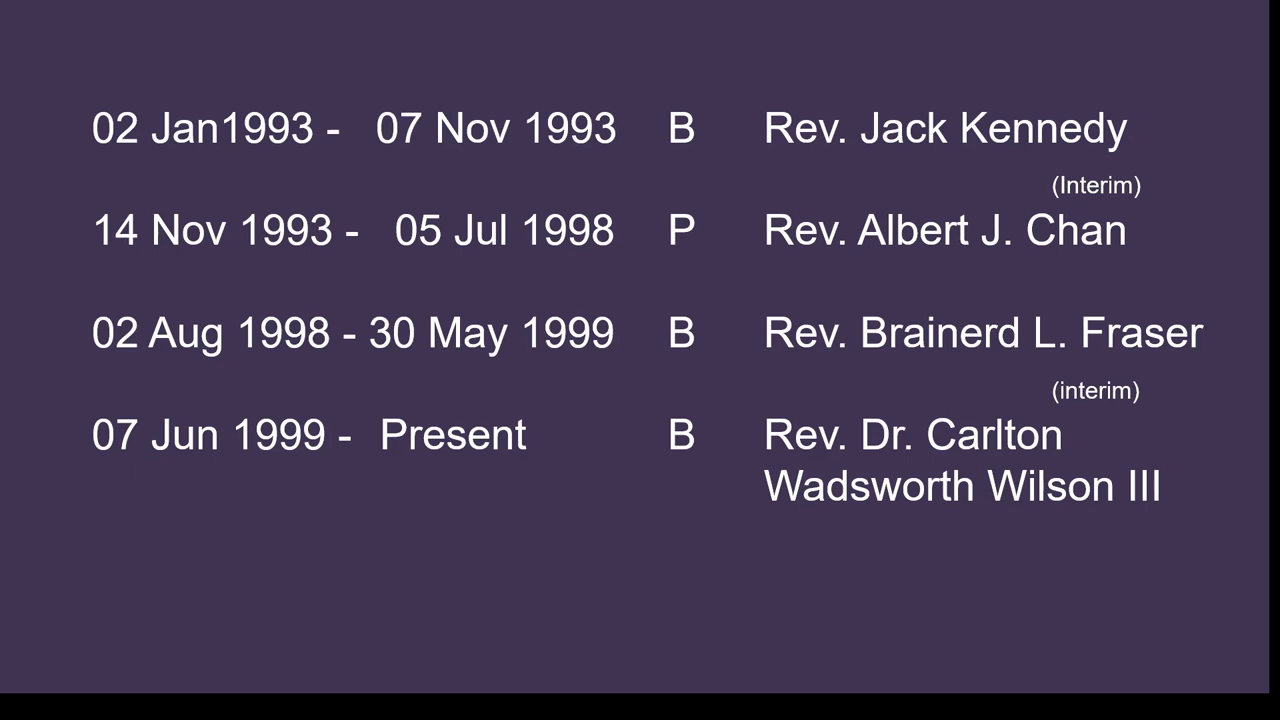 02 Jan1993 - 07 Nov 1993 B Rev. Jack Kennedy
(Interim)
14 Nov 1993 - 05 Jul 1998 P Rev. Albert J. Chan
02 Aug 1998 - 30 May 1999 B Rev. Brainerd L. Fraser
(interim)
07 Jun 1999 - Present B Rev. Dr. Carlton
Wadsworth Wilson III